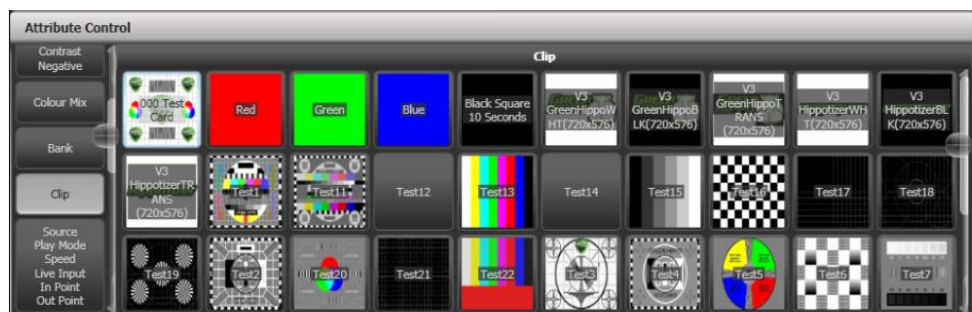 Attribute Control
Contrast
Negative
Colour Mix
Bank
Clip
Source
Play Mode
Speed
Live Input
In Point
Out Point
Clip
000 Test
Card
Red
Green
Blue
Black Square
10 Seconds
V3
GreenHippoW
HT(720x576)
V3
GreenHippoB
LK(720x576)
V3
GreenHippoT
RANS
(720x576)
V3
HippotizerWH
T(720x576)
V3
HippotizerBL
K(720x576)
V3
HippotizerTR
ANS
(720x576)
Test1
Test11
Test12
Test13
Test14
Test15
Test16
Test17
Test18
Test19
Test2
Test20
Test21
Test22
Test3
Test4
Test5
Test6
Test7